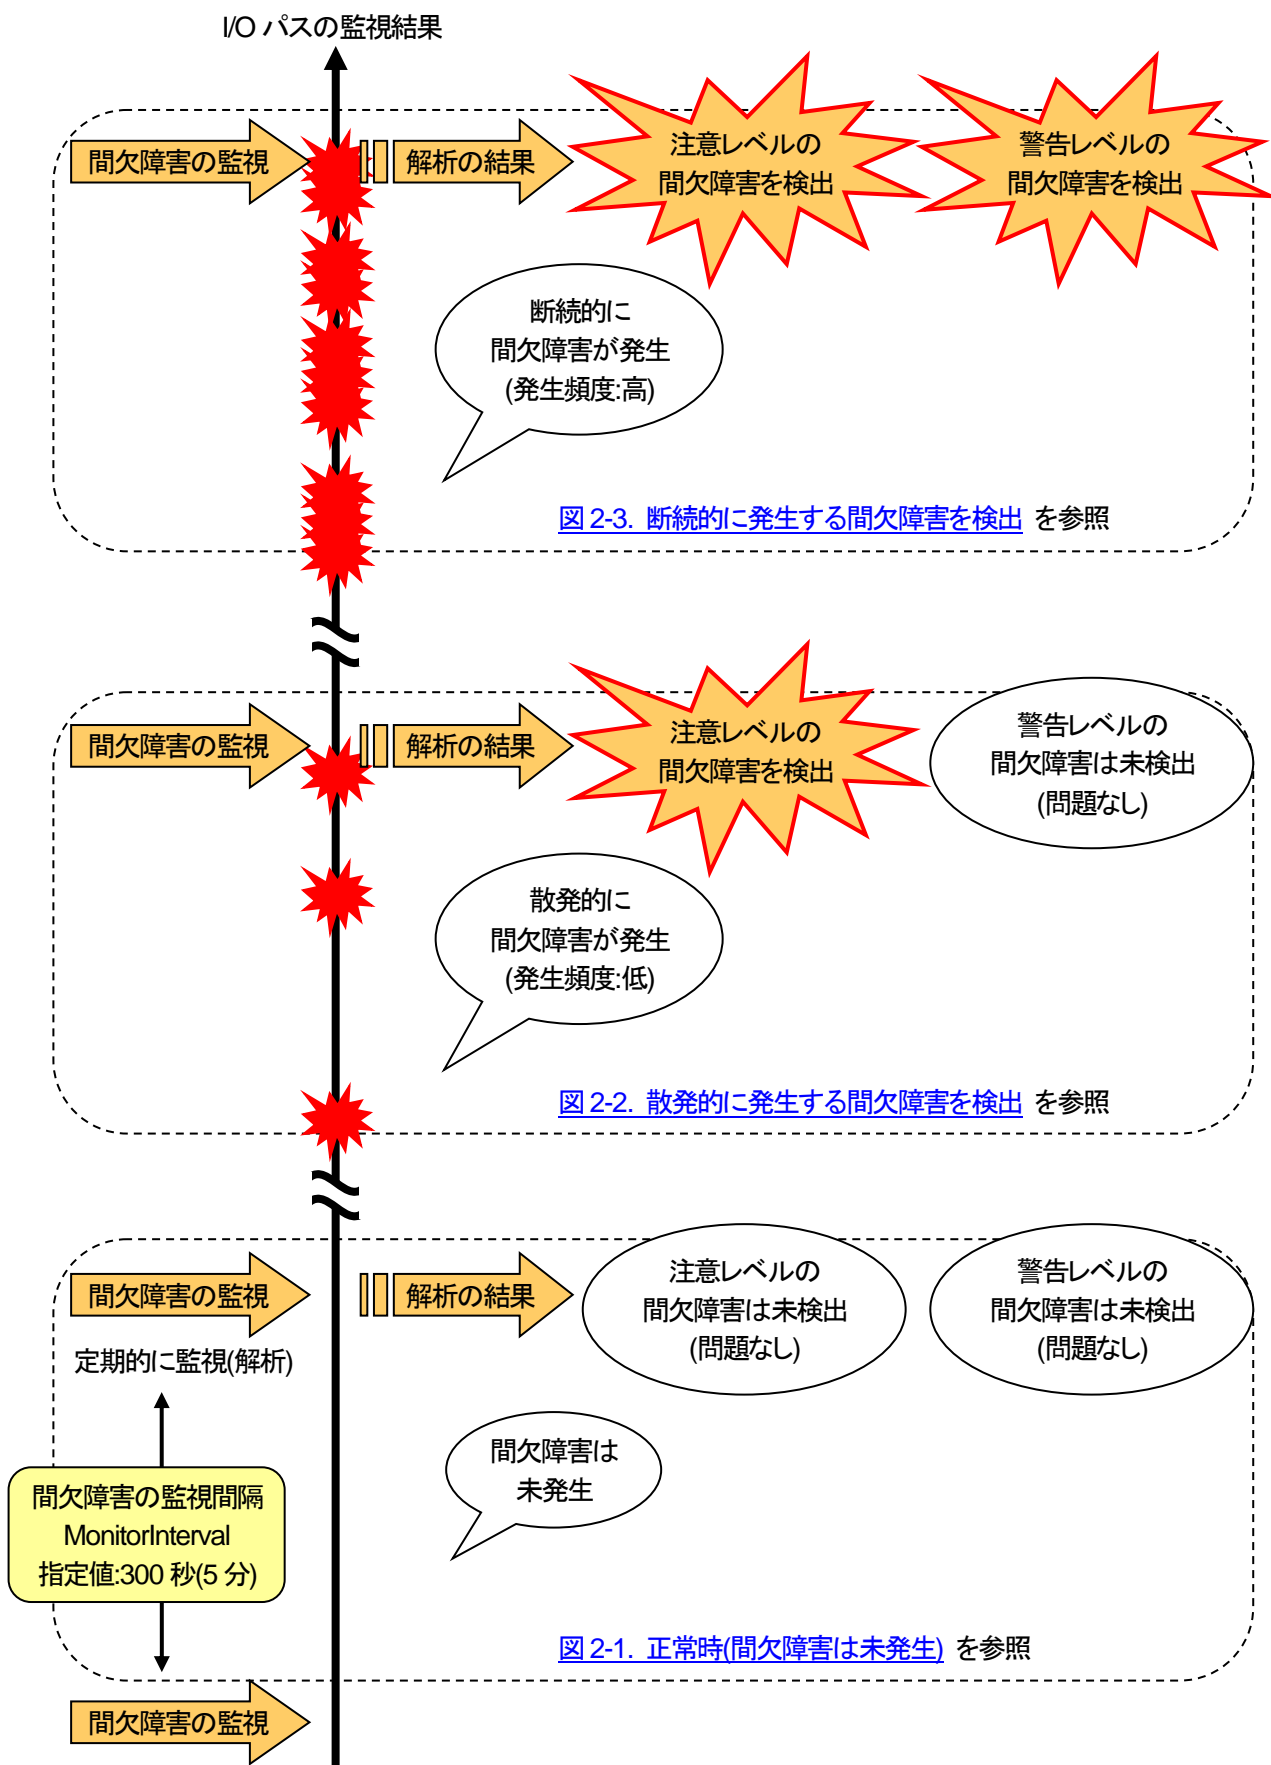 I/O パスの監視結果
間欠障害の監視
解析の結果
注意レベルの
間欠障害を検出
警告レベルの
間欠障害を検出
断続的に
間欠障害が発生
(発生頻度:高)
図 2-3. 断続的に発生する間欠障害を検出 を参照
間欠障害の監視
解析の結果
注意レベルの
間欠障害を検出
警告レベルの
間欠障害は未検出
(問題なし)
散発的に
間欠障害が発生
(発生頻度:低)
図 2-2. 散発的に発生する間欠障害を検出 を参照
間欠障害の監視
解析の結果
注意レベルの
間欠障害は未検出
(問題なし)
警告レベルの
間欠障害は未検出
(問題なし)
定期的に監視(解析)
間欠障害は
未発生
間欠障害の監視間隔
MonitorInterval
指定値:300 秒(5 分)
図 2-1. 正常時(間欠障害は未発生) を参照
間欠障害の監視